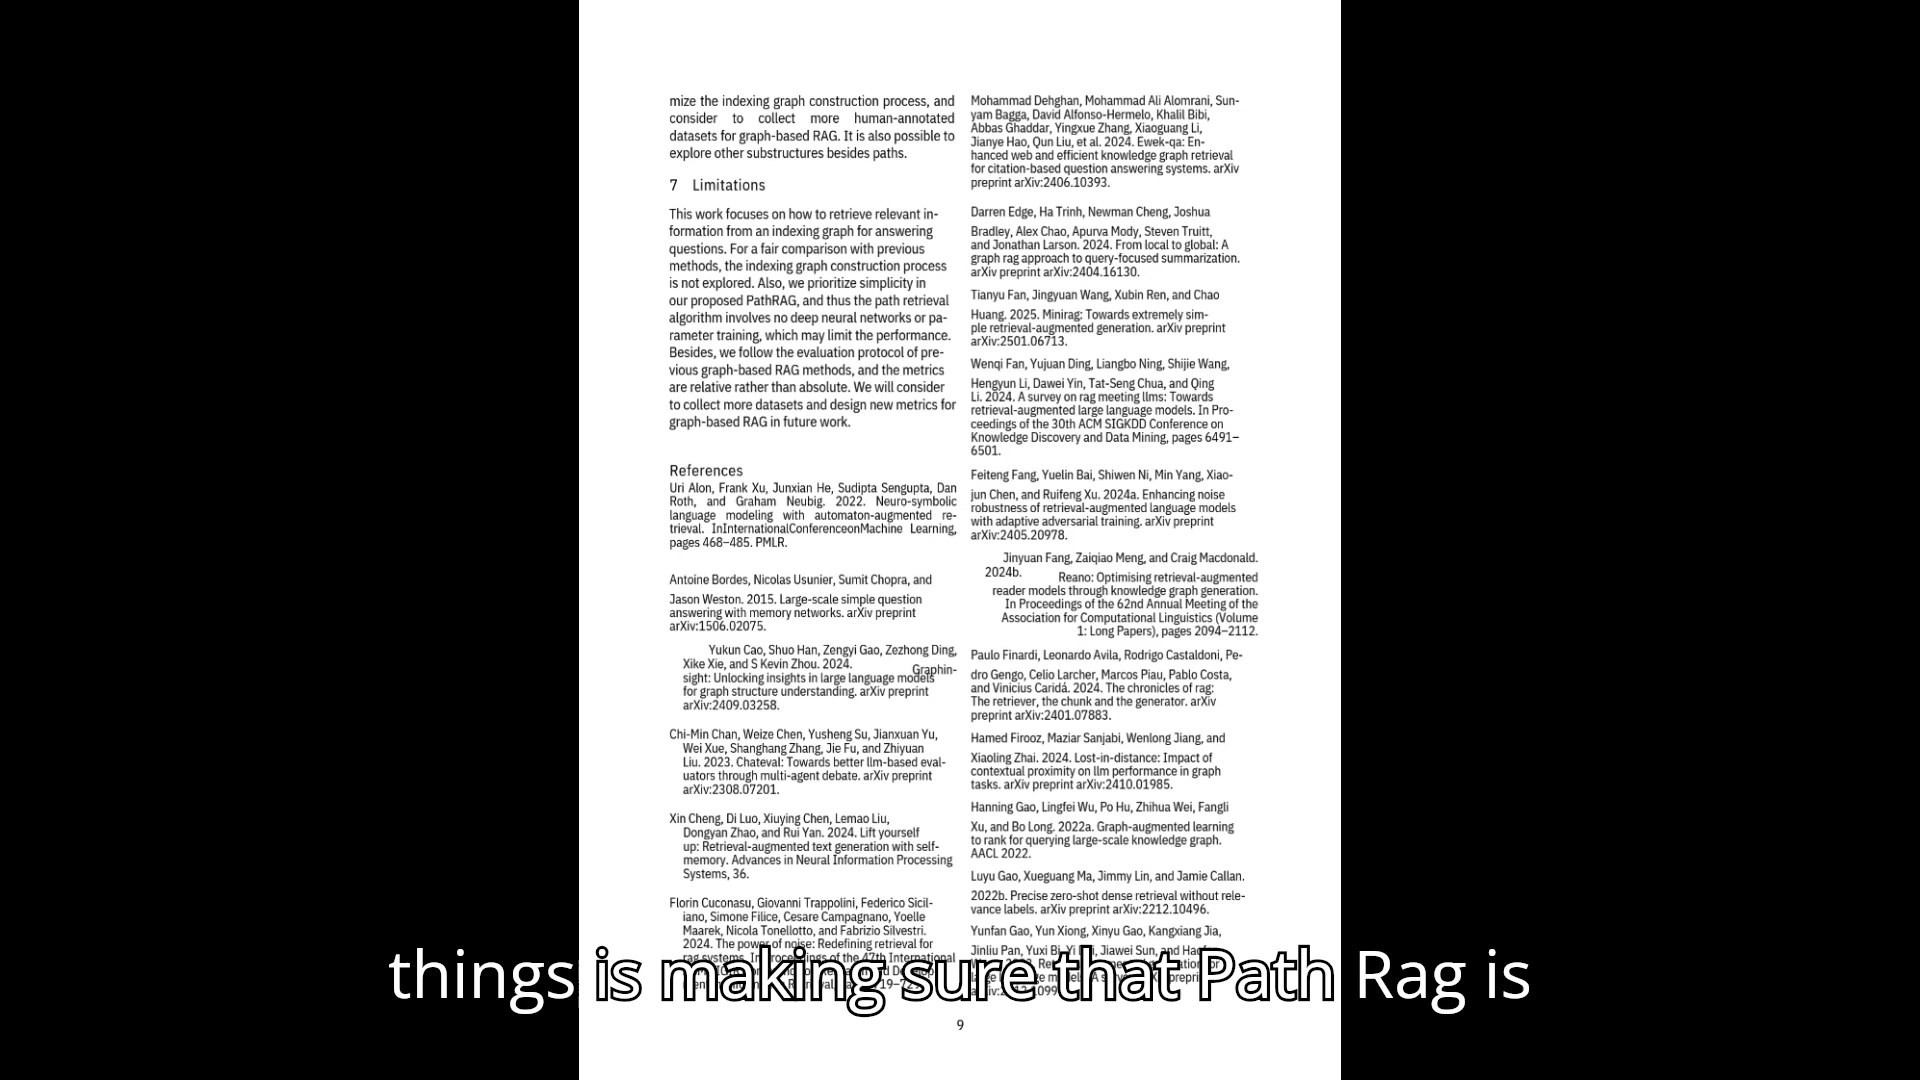 mize the indexing graph construction process, and
consider to collect more human-annotated
datasets for graph-based RAG. It is also possible to
explore other substructures besides paths.
7 Limitations
This work focuses on how to retrieve relevant in-
formation from an indexing graph for answering
questions. For a fair comparison with previous
methods, the indexing graph construction process
is not explored. Also, we prioritize simplicity in
our proposed PathRAG, and thus the path retrieval
algorithm involves no deep neural networks or pa-
rameter training, which may limit the performance.
Besides, we follow the evaluation protocol of pre-
vious graph-based RAG methods, and the metrics
are relative rather than absolute. We will consider
to collect more datasets and design new metrics for
graph-based RAG in future work.
References
Uri Alon, Frank Xu, Junxian He, Sudipta Sengupta, Dan
Roth, and Graham Neubig. 2022. Neuro-symbolic
language modeling with automaton-augmented re-
trieval. InInternationalConferenceonMachine Learning,
pages 468–485. PMLR.
Antoine Bordes, Nicolas Usunier, Sumit Chopra, and
Jason Weston. 2015. Large-scale simple question
answering with memory networks. arXiv preprint
arXiv:1506.02075.
Yukun Cao, Shuo Han, Zengyi Gao, Zezhong Ding,
Xike Xie, and S Kevin Zhou. 2024.
Graphin-
sight: Unlocking insights in large language models
for graph structure understanding. arXiv preprint
arXiv:2409.03258.
Chi-Min Chan, Weize Chen, Yusheng Su, Jianxuan Yu,
Wei Xue, Shanghang Zhang, Jie Fu, and Zhiyuan
Liu. 2023. Chateval: Towards better llm-based eval-
uators through multi-agent debate. arXiv preprint
arXiv:2308.07201.
Xin Cheng, Di Luo, Xiuying Chen, Lemao Liu,
Dongyan Zhao, and Rui Yan. 2024. Lift yourself
up: Retrieval-augmented text generation with self-
memory. Advances in Neural Information Processing
Systems, 36.
Florin Cuconasu, Giovanni Trappolini, Federico Sicil-
iano, Simone Filice, Cesare Campagnano, Yoelle
Maarek, Nicola Tonellotto, and Fabrizio Silvestri.
2024. The power of noise: Redefining retrieval for
rag systems. In Proceedings of the 47th International
Mohammad Dehghan, Mohammad Ali Alomrani, Sun-
yam Bagga, David Alfonso-Hermelo, Khalil Bibi,
Abbas Ghaddar, Yingxue Zhang, Xiaoguang Li,
Jianye Hao, Qun Liu, et al. 2024. Ewek-qa: En-
hanced web and efficient knowledge graph retrieval
for citation-based question answering systems. arXiv
preprint arXiv:2406.10393.
Darren Edge, Ha Trinh, Newman Cheng, Joshua
Bradley, Alex Chao, Apurva Mody, Steven Truitt,
and Jonathan Larson. 2024. From local to global: A
graph rag approach to query-focused summarization.
arXiv preprint arXiv:2404.16130.
Tianyu Fan, Jingyuan Wang, Xubin Ren, and Chao
Huang. 2025. Minirag: Towards extremely sim-
ple retrieval-augmented generation. arXiv preprint
arXiv:2501.06713.
Wenqi Fan, Yujuan Ding, Liangbo Ning, Shijie Wang,
Hengyun Li, Dawei Yin, Tat-Seng Chua, and Qing
Li. 2024. A survey on rag meeting llms: Towards
retrieval-augmented large language models. In Pro-
ceedings of the 30th ACM SIGKDD Conference on
Knowledge Discovery and Data Mining, pages 6491–
6501.
Feiteng Fang, Yuelin Bai, Shiwen Ni, Min Yang, Xiao-
jun Chen, and Ruifeng Xu. 2024a. Enhancing noise
robustness of retrieval-augmented language models
with adaptive adversarial training. arXiv preprint
arXiv:2405.20978.
Jinyuan Fang, Zaiqiao Meng, and Craig Macdonald.
2024b.
Reano: Optimising retrieval-augmented
reader models through knowledge graph generation.
In Proceedings of the 62nd Annual Meeting of the
Association for Computational Linguistics (Volume
1: Long Papers), pages 2094–2112.
Paulo Finardi, Leonardo Avila, Rodrigo Castaldoni, Pe-
dro Gengo, Celio Larcher, Marcos Piau, Pablo Costa,
and Vinicius Caridá. 2024. The chronicles of rag:
The retriever, the chunk and the generator. arXiv
preprint arXiv:2401.07883.
Hamed Firooz, Maziar Sanjabi, Wenlong Jiang, and
Xiaoling Zhai. 2024. Lost-in-distance: Impact of
contextual proximity on llm performance in graph
tasks. arXiv preprint arXiv:2410.01985.
Hanning Gao, Lingfei Wu, Po Hu, Zhihua Wei, Fangli
Xu, and Bo Long. 2022a. Graph-augmented learning
to rank for querying large-scale knowledge graph.
AACL 2022.
Luyu Gao, Xueguang Ma, Jimmy Lin, and Jamie Callan.
2022b. Precise zero-shot dense retrieval without rele-
vance labels. arXiv preprint arXiv:2212.10496.
Yunfan Gao, Yun Xiong, Xinyu Gao, Kangxiang Jia,
Jinliu Pan, Yuxi Bi, Jiawei Sun, and
things is making sure that Path Rag is
9